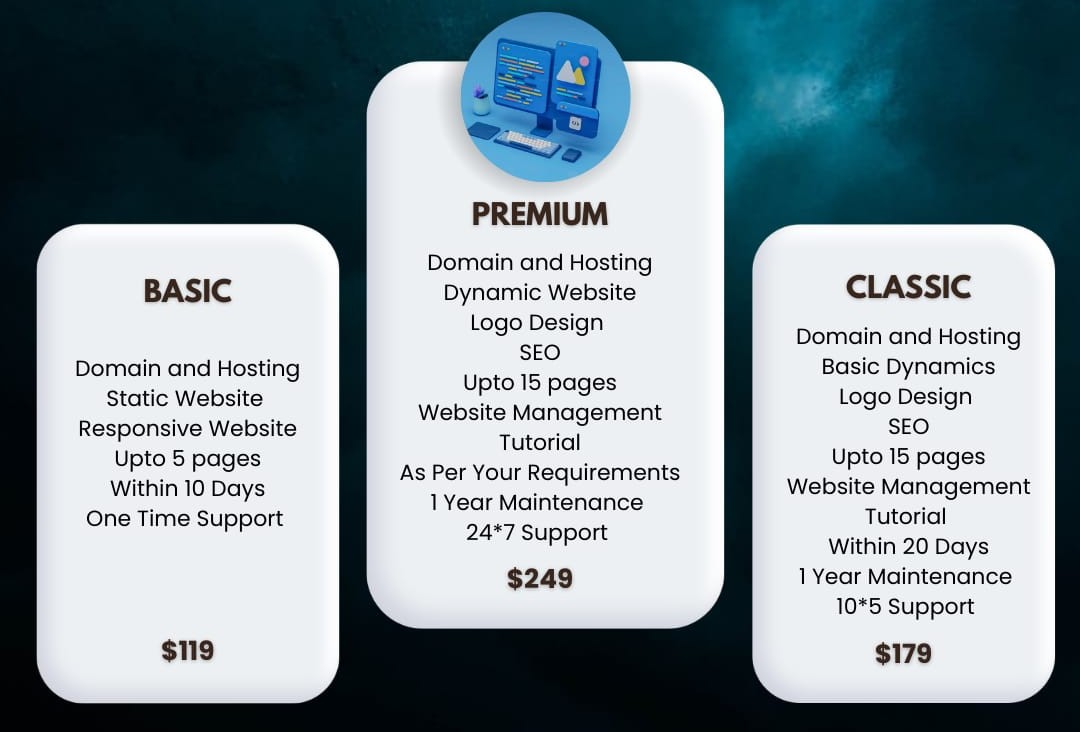 BASIC
Domain and Hosting
Static Website
Responsive Website
Upto 5 pages
Within 10 Days
One Time Support
$119
PREMIUM
Domain and Hosting
Dynamic Website
Logo Design
SEO
Upto 15 pages
Website Management
Tutorial
As Per Your Requirements
1 Year Maintenance
24*7 Support
$249
CLASSIC
Domain and Hosting
Basic Dynamics
Logo Design
SEO
Upto 15 pages
Website Management
Tutorial
Within 20 Days
1 Year Maintenance
10*5 Support
$179